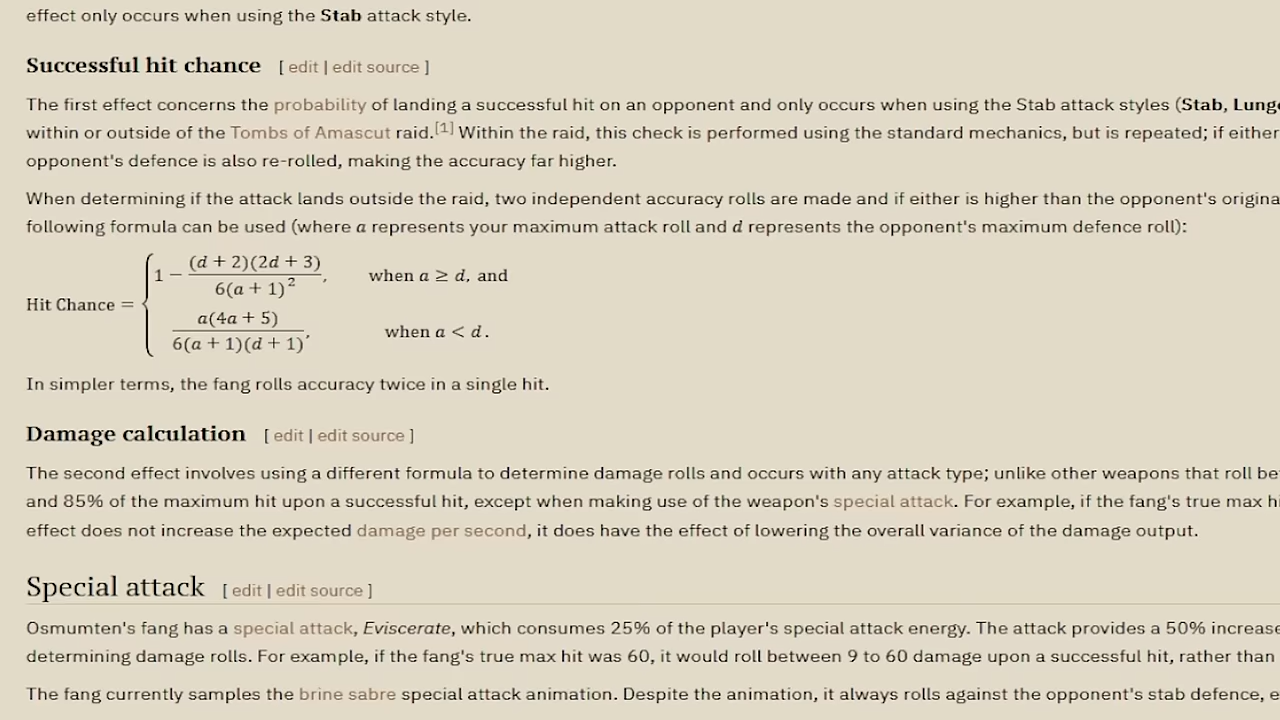 effect only occurs when using the Stab attack style.
Successful hit chance [ edit | edit source ]
The first effect concerns the probability of landing a successful hit on an opponent and only occurs when using the Stab attack styles (Stab, Lunge
within or outside of the Tombs of Amascut raid.[1] Within the raid, this check is performed using the standard mechanics, but is repeated; if either
opponent's defence is also re-rolled, making the accuracy far higher.
When determining if the attack lands outside the raid, two independent accuracy rolls are made and if either is higher than the opponent's origina
following formula can be used (where a represents your maximum attack roll and d represents the opponent's maximum defence roll):
Hit Chance = { 1 − (d + 2)(2d + 3) / 6(a + 1)², when a ≥ d, and
a(4a + 5) / 6(a + 1)(d + 1), when a < d.
In simpler terms, the fang rolls accuracy twice in a single hit.
Damage calculation [ edit | edit source ]
The second effect involves using a different formula to determine damage rolls and occurs with any attack type; unlike other weapons that roll be
and 85% of the maximum hit upon a successful hit, except when making use of the weapon's special attack. For example, if the fang's true max hi
effect does not increase the expected damage per second, it does have the effect of lowering the overall variance of the damage output.
Special attack [ edit | edit source ]
Osmumten's fang has a special attack, Eviscerate, which consumes 25% of the player's special attack energy. The attack provides a 50% increase
determining damage rolls. For example, if the fang's true max hit was 60, it would roll between 9 to 60 damage upon a successful hit, rather than
The fang currently samples the brine sabre special attack animation. Despite the animation, it always rolls against the opponent's stab defence, e